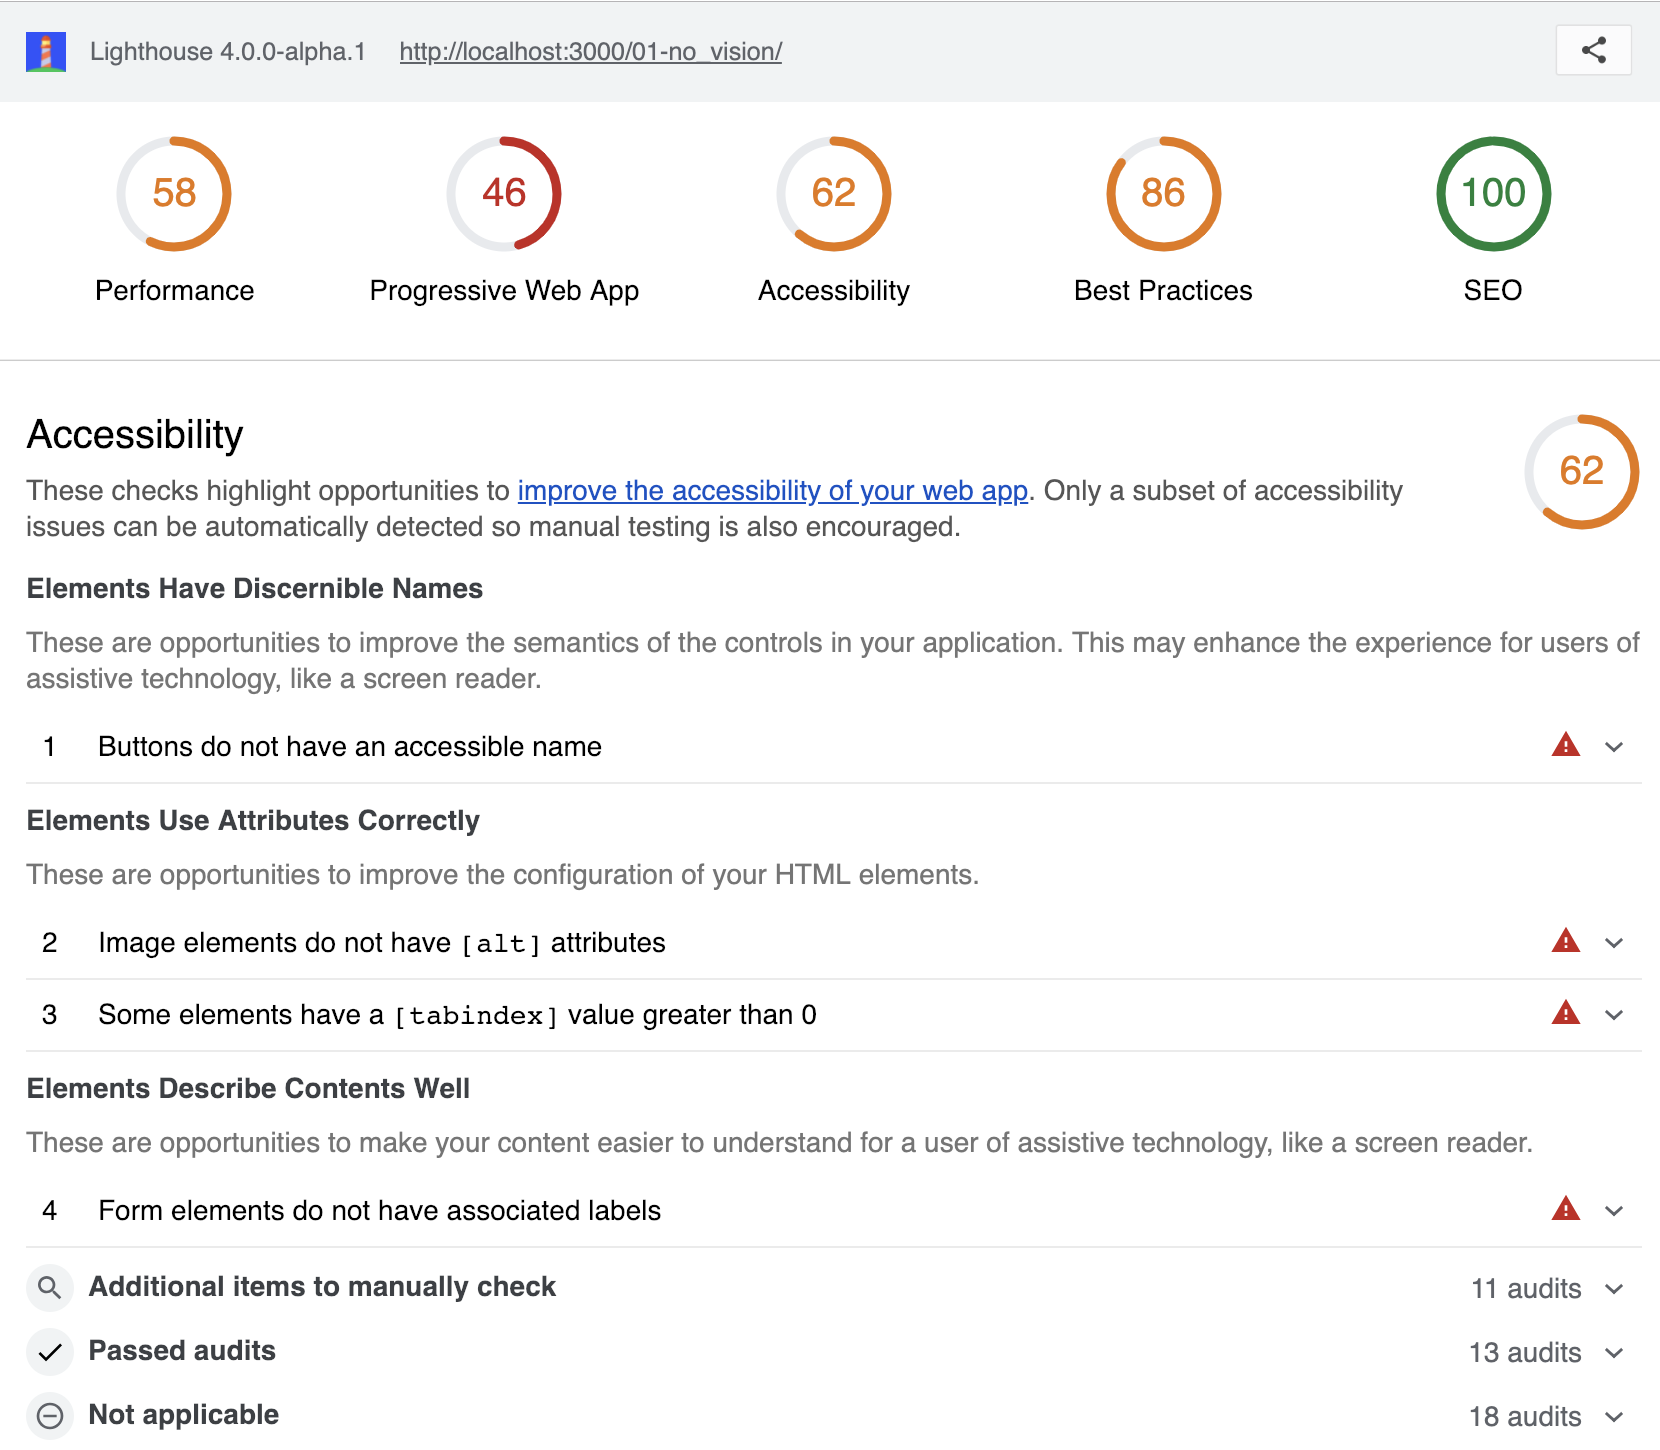 Lighthouse 4.0.0-alpha.1 http://localhost:3000/01-no_vision/
58 46 62 86 100
Performance Progressive Web App Accessibility Best Practices SEO
Accessibility
62
These checks highlight opportunities to improve the accessibility of your web app. Only a subset of accessibility
issues can be automatically detected so manual testing is also encouraged.
Elements Have Discernible Names
These are opportunities to improve the semantics of the controls in your application. This may enhance the experience for users of
assistive technology, like a screen reader.
1 Buttons do not have an accessible name
Elements Use Attributes Correctly
These are opportunities to improve the configuration of your HTML elements.
2 Image elements do not have [alt] attributes
3 Some elements have a [tabindex] value greater than 0
Elements Describe Contents Well
These are opportunities to make your content easier to understand for a user of assistive technology, like a screen reader.
4 Form elements do not have associated labels
Additional items to manually check 11 audits
Passed audits 13 audits
Not applicable 18 audits